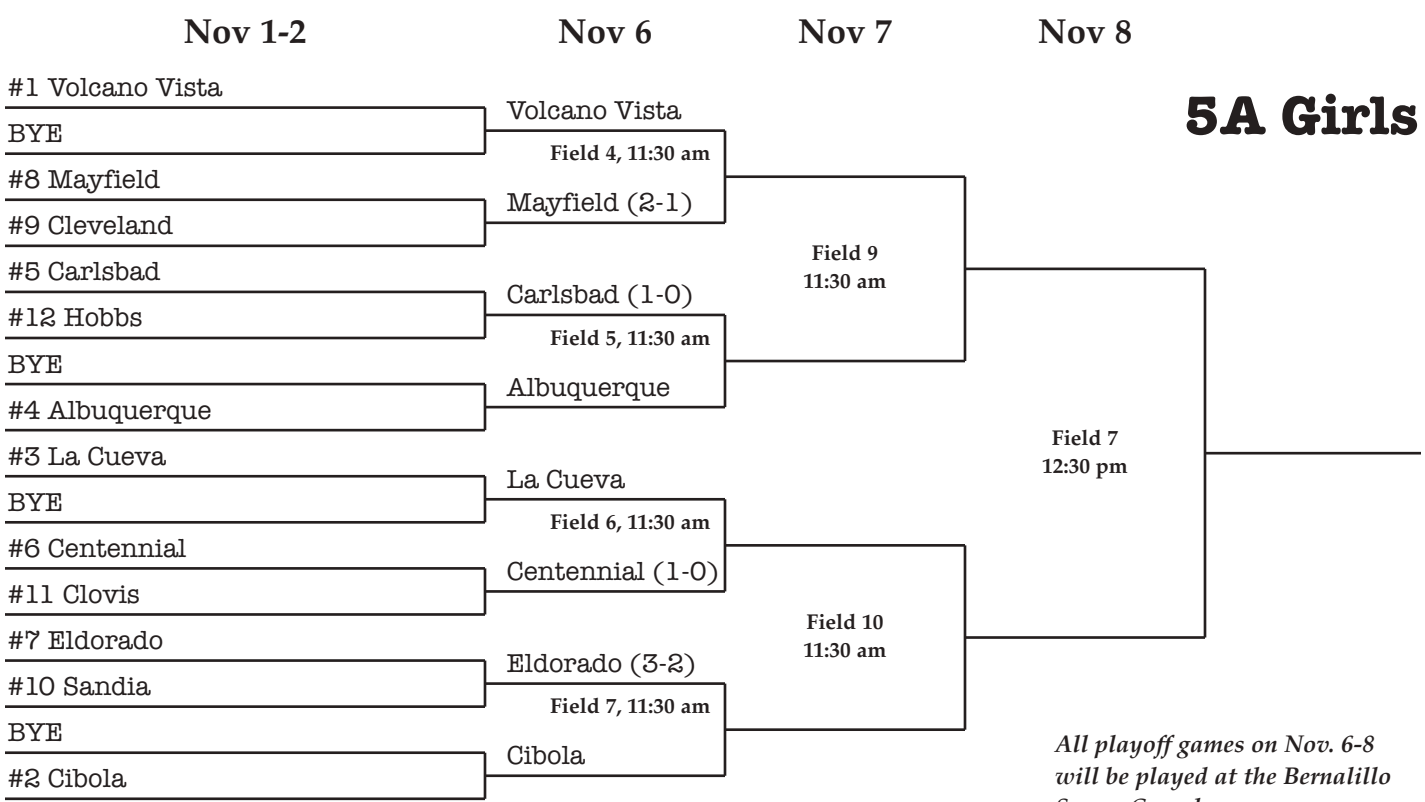 Nov 1-2
Nov 6
Nov 7
Nov 8
5A Girls
#1 Volcano Vista
BYE
#8 Mayfield
#9 Cleveland
#5 Carlsbad
#12 Hobbs
BYE
#4 Albuquerque
#3 La Cueva
BYE
#6 Centennial
#11 Clovis
#7 Eldorado
#10 Sandia
BYE
#2 Cibola
Volcano Vista
Field 4, 11:30 am
Mayfield (2-1)
Carlsbad (1-0)
Field 5, 11:30 am
Albuquerque
La Cueva
Field 6, 11:30 am
Centennial (1-0)
Eldorado (3-2)
Field 7, 11:30 am
Cibola
Field 9
11:30 am
Field 10
11:30 am
Field 7
12:30 pm
All playoff games on Nov. 6-8
will be played at the Bernalillo